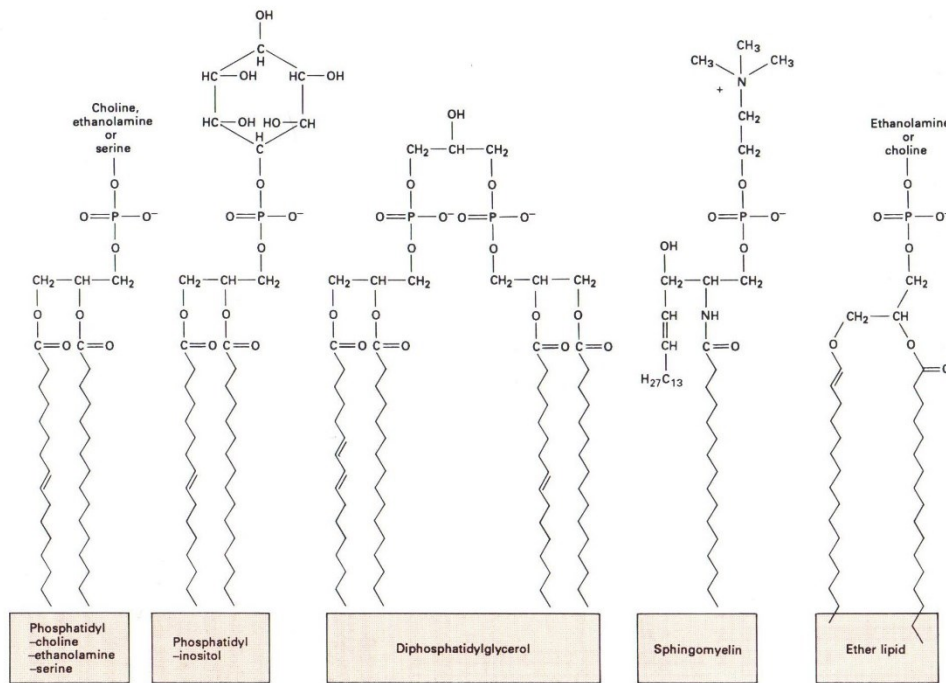 Choline,
ethanolamine
or
serine
O
O=P—O⁻
O
CH₂—CH—CH₂
O O
C=O C=O
Phosphatidyl
–choline
–ethanolamine
–serine
OH
C
H
HC—OH HC—OH
HC—OH HO—CH
H
C
O
O=P—O⁻
O
CH₂—CH—CH₂
O O
C=O C=O
Phosphatidyl
–inositol
OH
CH₂—CH—CH₂
O O
O=P—O⁻ O=P—O⁻
O O
CH₂—CH—CH₂ CH₂—CH—CH₂
O O O O
C=O C=O C=O C=O
Diphosphatidylglycerol
CH₃
CH₃ CH₃
N
+
CH₂
CH₂
O
O=P—O⁻
OH O
CH—CH—CH₂
CH NH
CH C=O
H₂₇C₁₃
Sphingomyelin
Ethanolamine
or
choline
O
O=P—O⁻
O
CH₂
CH₂—CH
O O
C=O
Ether lipid